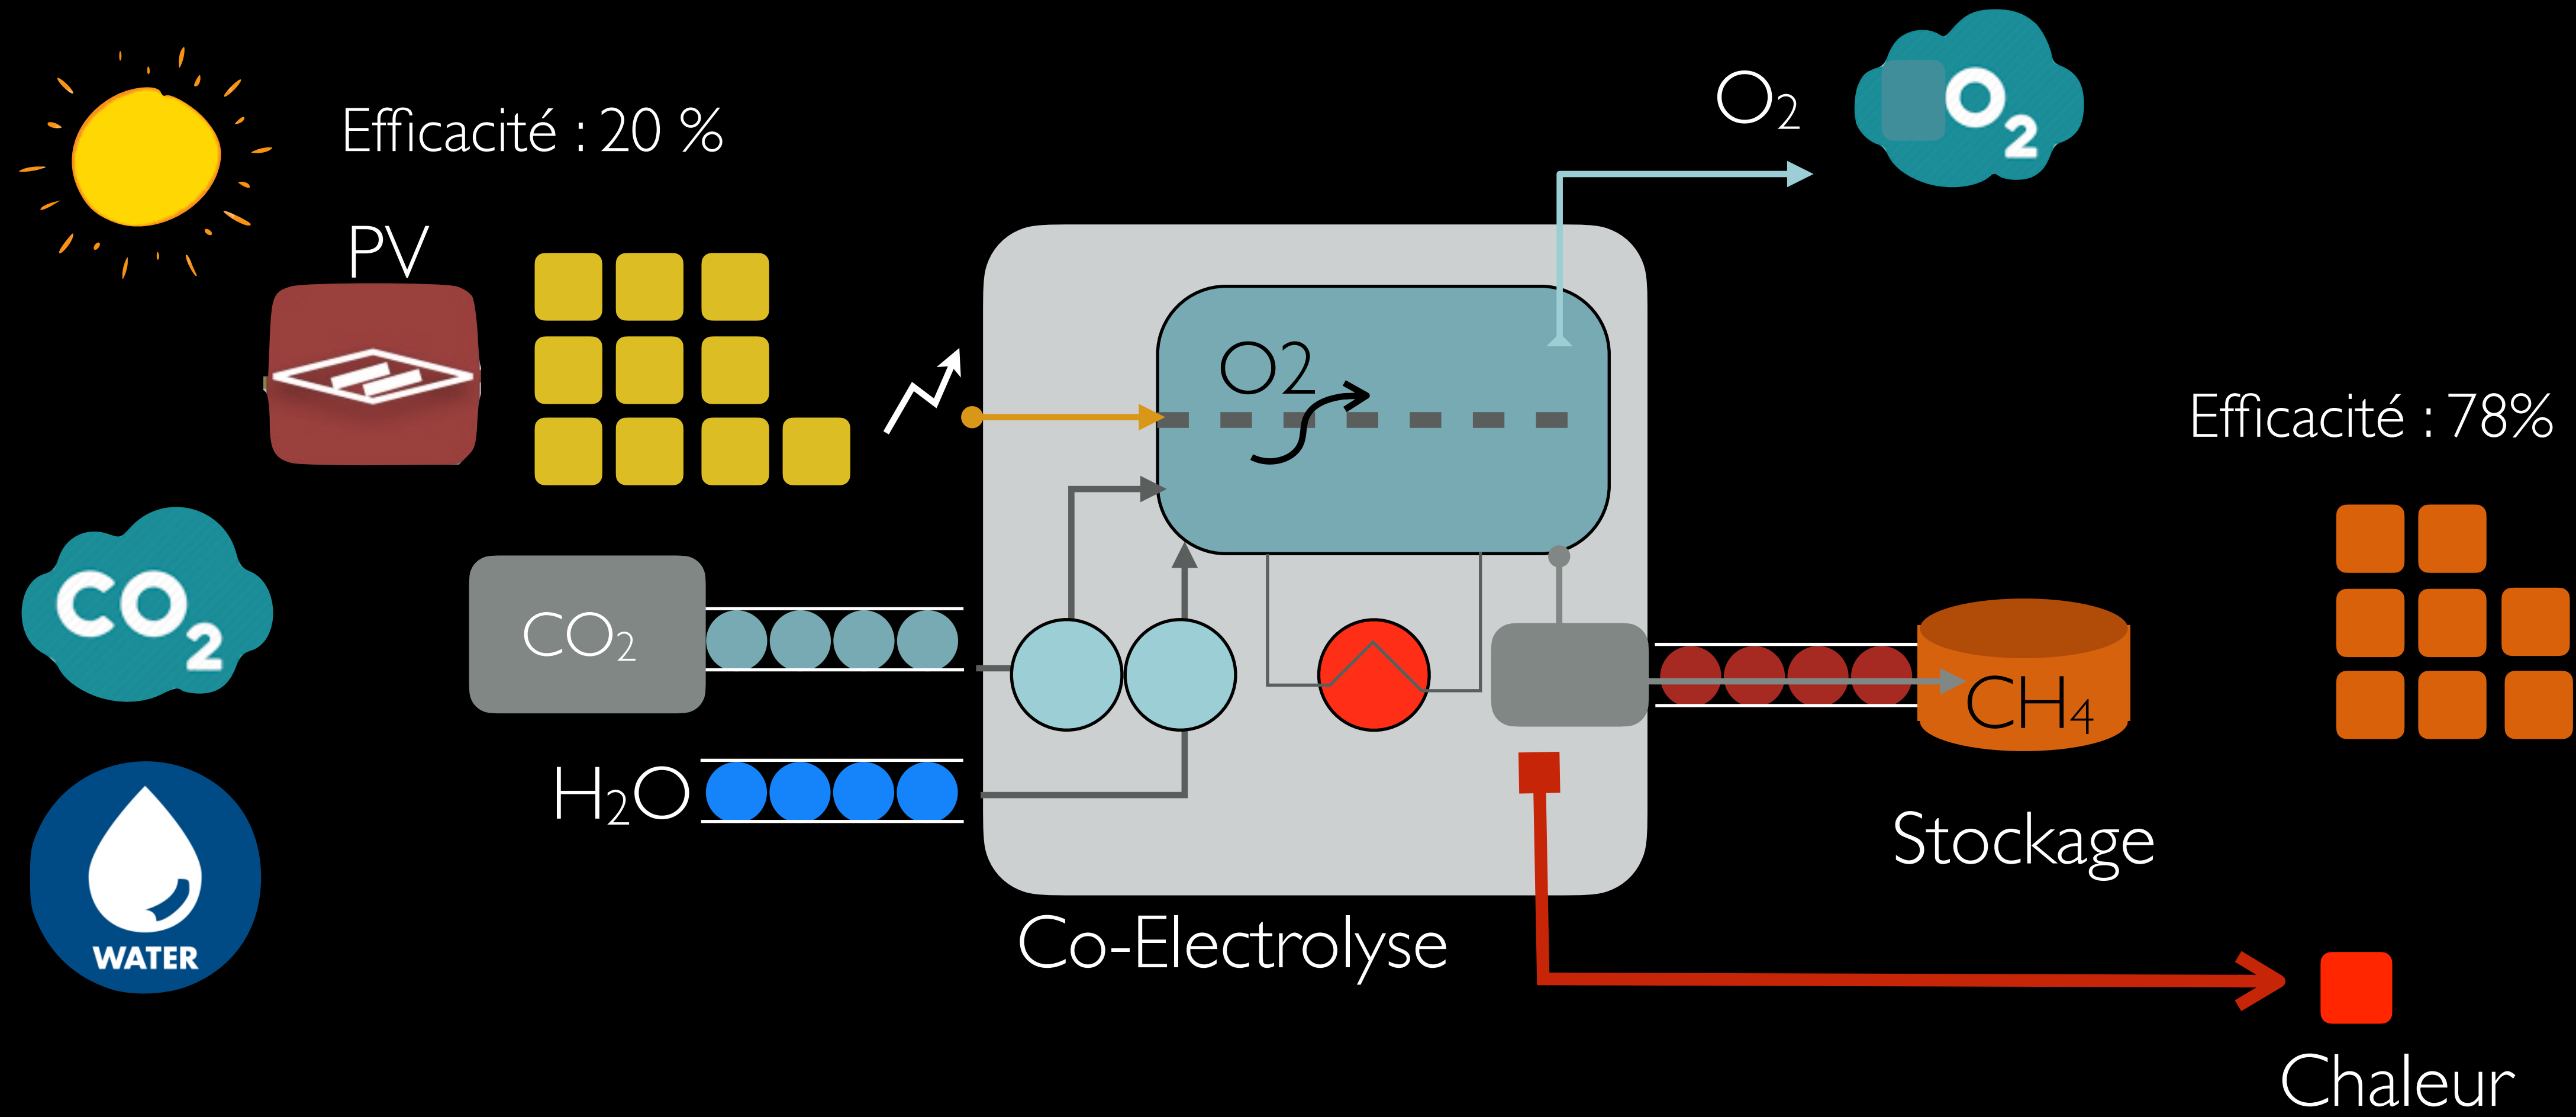 Efficacité : 20 %
PV
O₂
O₂
O2
Efficacité : 78%
CO₂
CO₂
CH₄
H₂O
WATER
Stockage
Co-Electrolyse
Chaleur